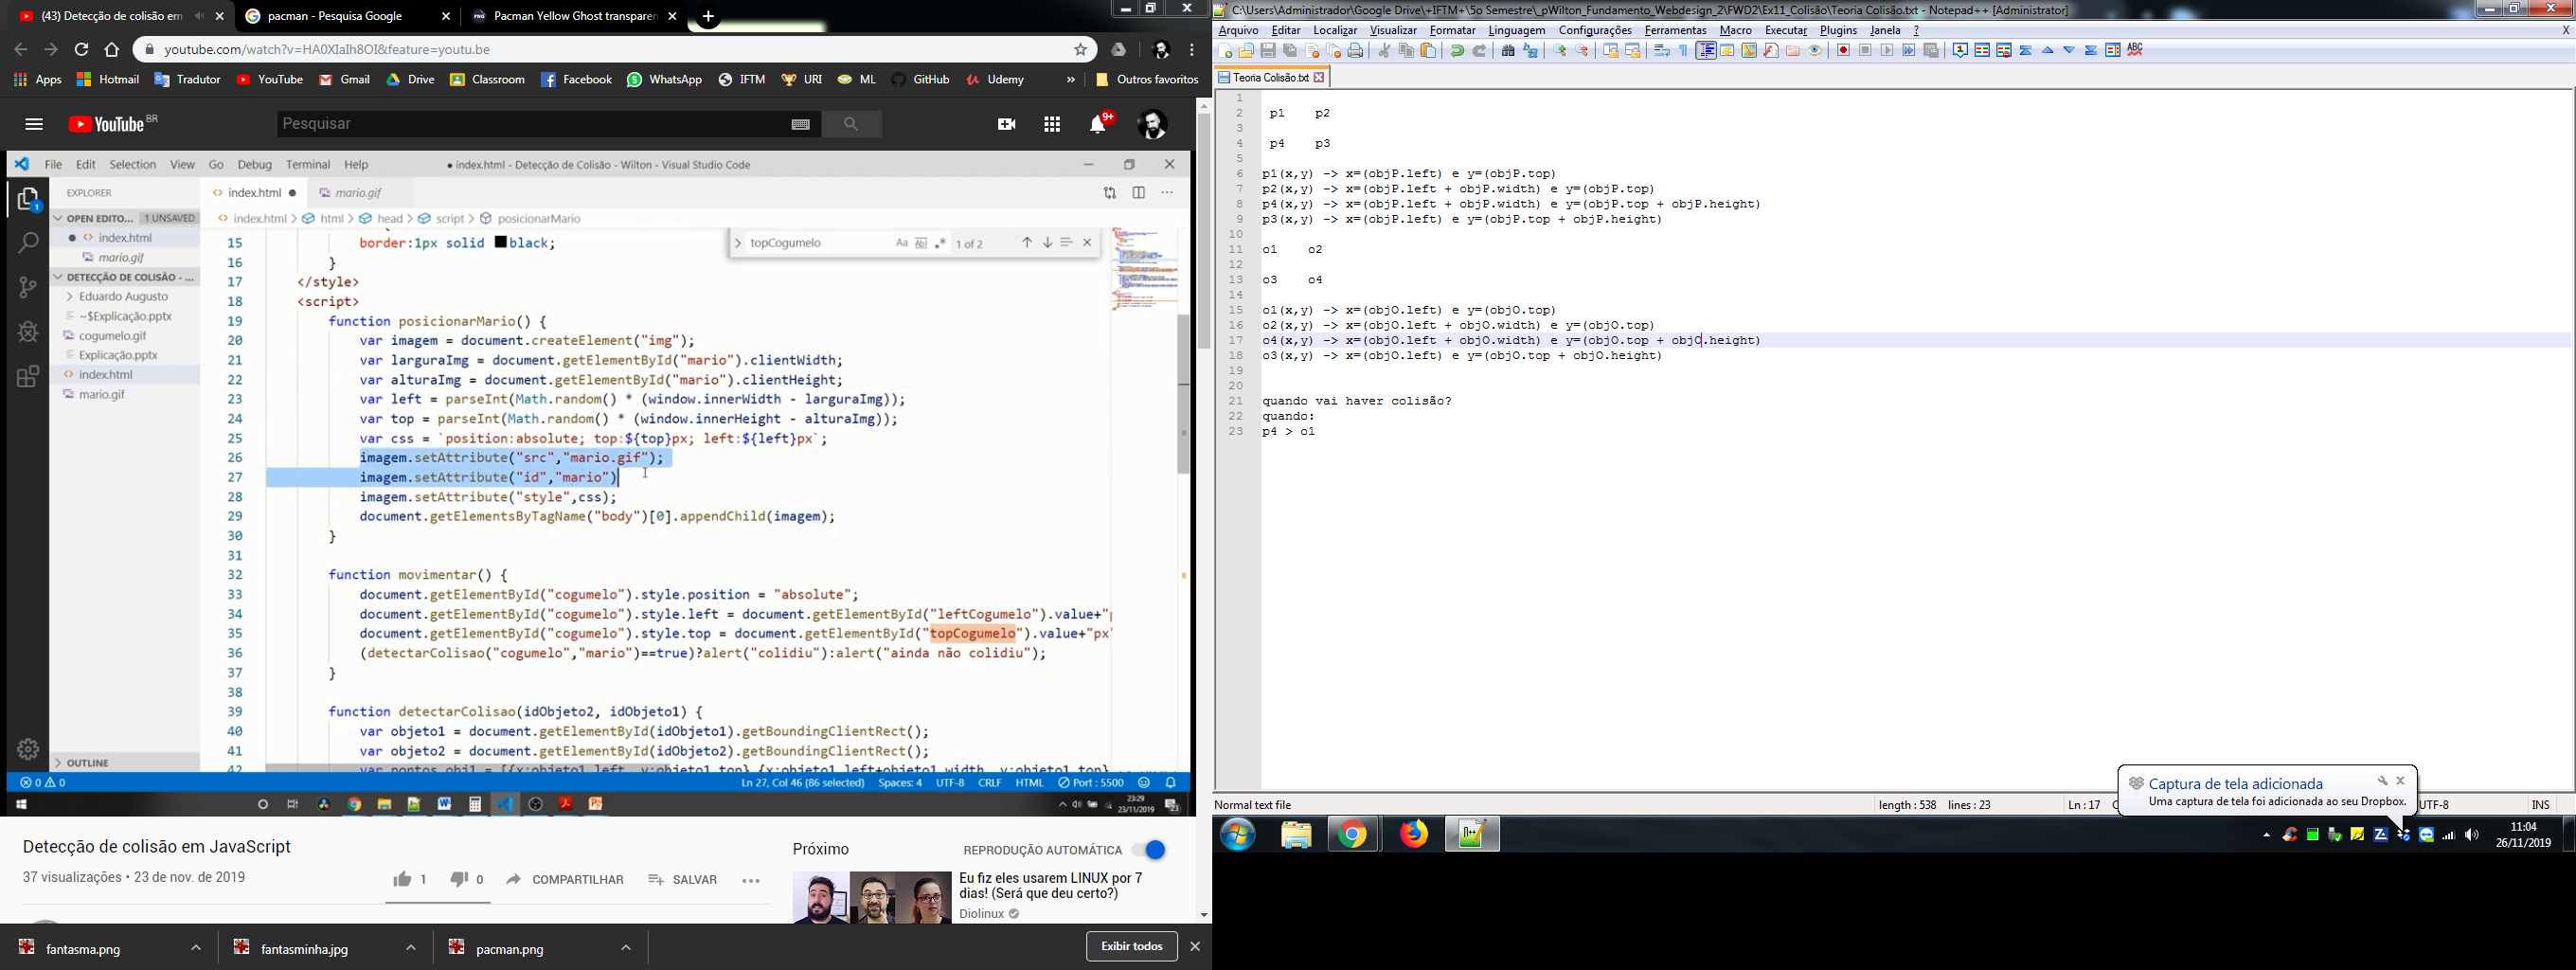 (43) Detecção de colisão em
pacman - Pesquisa Google
Pacman Yellow Ghost transparen
youtube.com/watch?v=HA0XIaIh8OI&feature=youtu.be
Apps Hotmail Tradutor YouTube Gmail Drive Classroom Facebook WhatsApp IFTM URI ML GitHub Udemy » Outros favoritos
YouTube BR
Pesquisar
9+
File Edit Selection View Go Debug Terminal Help
● index.html - Detecção de Colisão - Wilton - Visual Studio Code
EXPLORER
index.html ●
mario.gif
OPEN EDITO... 1 UNSAVED
index.html > html > head > script > posicionarMario
● <> index.html
mario.gif
DETECÇÃO DE COLISÃO - ...
> Eduardo Augusto
~$Explicação.pptx
cogumelo.gif
Explicação.pptx
<> index.html
mario.gif
OUTLINE
topCogumelo Aa Abl .* 1 of 2
15 border:1px solid black;
16 }
17 </style>
18 <script>
19 function posicionarMario() {
20 var imagem = document.createElement("img");
21 var larguraImg = document.getElementById("mario").clientWidth;
22 var alturaImg = document.getElementById("mario").clientHeight;
23 var left = parseInt(Math.random() * (window.innerWidth - larguraImg));
24 var top = parseInt(Math.random() * (window.innerHeight - alturaImg));
25 var css = `position:absolute; top:${top}px; left:${left}px`;
26 imagem.setAttribute("src","mario.gif");
27 imagem.setAttribute("id","mario")
28 imagem.setAttribute("style",css);
29 document.getElementsByTagName("body")[0].appendChild(imagem);
30 }
31
32 function movimentar() {
33 document.getElementById("cogumelo").style.position = "absolute";
34 document.getElementById("cogumelo").style.left = document.getElementById("leftCogumelo").value+"p
35 document.getElementById("cogumelo").style.top = document.getElementById("topCogumelo").value+"px"
36 (detectarColisao("cogumelo","mario")==true)?alert("colidiu"):alert("ainda não colidiu");
37 }
38
39 function detectarColisao(idObjeto2, idObjeto1) {
40 var objeto1 = document.getElementById(idObjeto1).getBoundingClientRect();
41 var objeto2 = document.getElementById(idObjeto2).getBoundingClientRect();
42 var pontos_obj1 = [{x:objeto1.left, y:objeto1.top},{x:objeto1.left+objeto1.width, y:objeto1.top}
0 0 Ln 27, Col 46 (86 selected) Spaces: 4 UTF-8 CRLF HTML Port : 5500
23:29
23/11/2019
23
Detecção de colisão em JavaScript
37 visualizações • 23 de nov. de 2019
1 0 COMPARTILHAR SALVAR
Próximo
REPRODUÇÃO AUTOMÁTICA
Eu fiz eles usarem LINUX por 7
dias! (Será que deu certo?)
Diolinux
fantasma.png
fantasminha.jpg
pacman.png
Exibir todos
C:\Users\Administrador\Google Drive\+IFTM+\5o Semestre\_pWilton_Fundamento_Webdesign_2\FWD2\Ex11_Colisão\Teoria Colisão.txt - Notepad++ [Administrator]
Arquivo Editar Localizar Visualizar Formatar Linguagem Configurações Ferramentas Macro Executar Plugins Janela ? X
Teoria Colisão.txt
1
2 p1 p2
3
4 p4 p3
5
6 p1(x,y) -> x=(objP.left) e y=(objP.top)
7 p2(x,y) -> x=(objP.left + objP.width) e y=(objP.top)
8 p4(x,y) -> x=(objP.left + objP.width) e y=(objP.top + objP.height)
9 p3(x,y) -> x=(objP.left) e y=(objP.top + objP.height)
10
11 o1 o2
12
13 o3 o4
14
15 o1(x,y) -> x=(objO.left) e y=(objO.top)
16 o2(x,y) -> x=(objO.left + objO.width) e y=(objO.top)
17 o4(x,y) -> x=(objO.left + objO.width) e y=(objO.top + objO.height)
18 o3(x,y) -> x=(objO.left) e y=(objO.top + objO.height)
19
20
21 quando vai haver colisão?
22 quando:
23 p4 > o1
Captura de tela adicionada
Uma captura de tela foi adicionada ao seu Dropbox.
Normal text file length : 538 lines : 23 Ln : 17 UTF-8 INS
11:04
26/11/2019